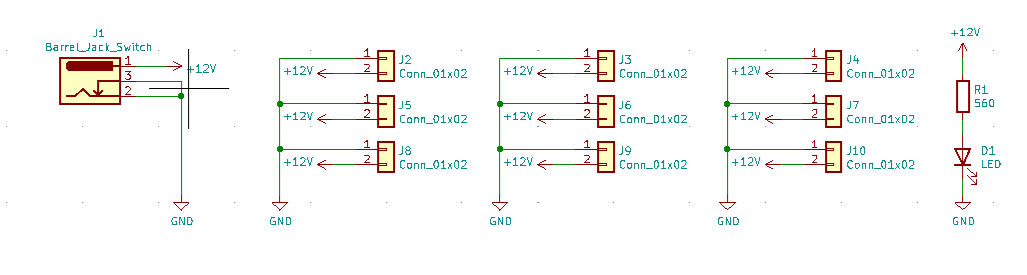 J1
Barrel_Jack_Switch
1
+12V
3
2
GND
1
J2
+12V
2
Conn_01x02
1
J5
+12V
2
Conn_01x02
1
J8
+12V
2
Conn_01x02
GND
1
J3
+12V
2
Conn_01x02
1
J6
+12V
2
Conn_01x02
1
J9
+12V
2
Conn_01x02
GND
1
J4
+12V
2
Conn_01x02
1
J7
+12V
2
Conn_01x02
1
J10
+12V
2
Conn_01x02
GND
+12V
R1
560
D1
LED
GND